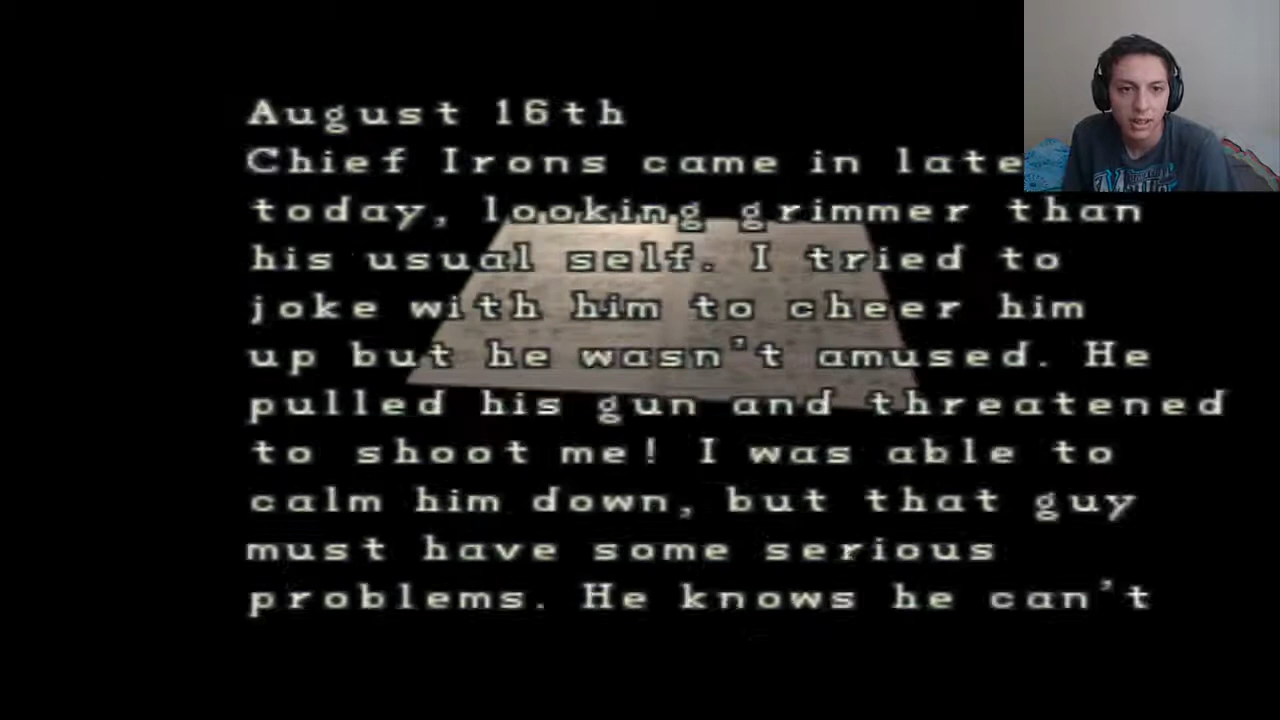 August 16th
Chief Irons came in late
today, looking grimmer than
his usual self. I tried to
joke with him to cheer him
up but he wasn't amused. He
pulled his gun and threatened
to shoot me! I was able to
calm him down, but that guy
must have some serious
problems. He knows he can't